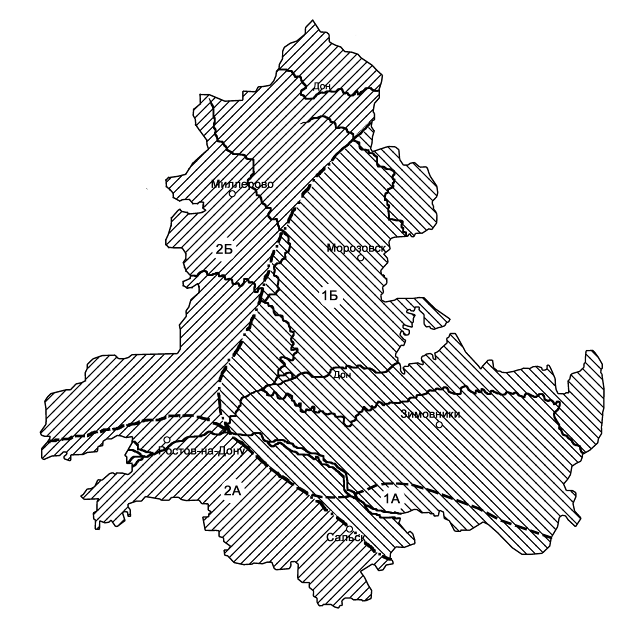 Дон
Миллерово
2Б
Морозовск
1Б
Дон
Зимовники
Ростов-на-Дону
2А
1А
Сальск